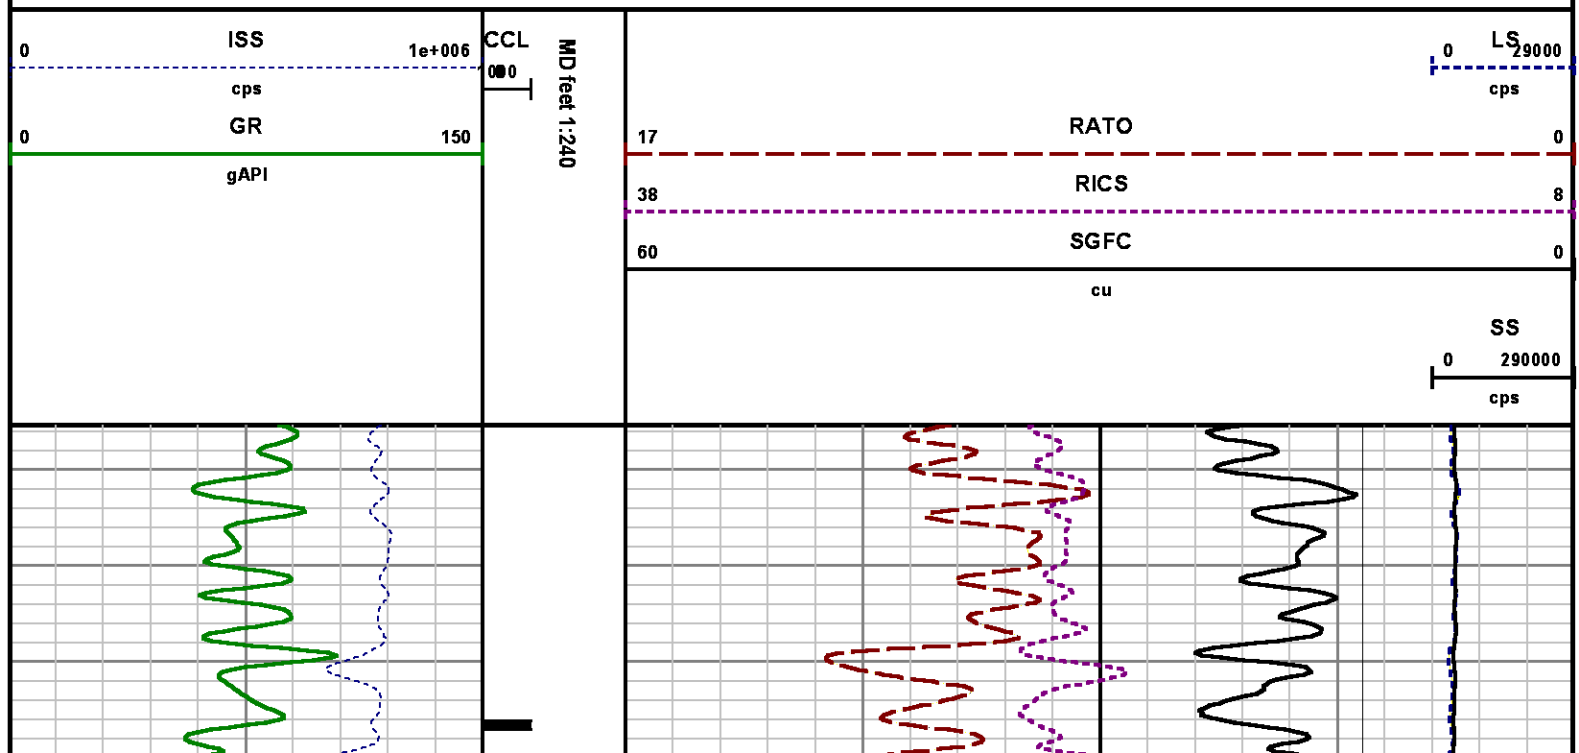 ISS
0 1e+006
cps
GR
0 150
gAPI
CCL
MD feet 1:240
LS
0 29000
cps
RATO
17 0
RICS
38 8
SGFC
60 0
cu
SS
0 290000
cps